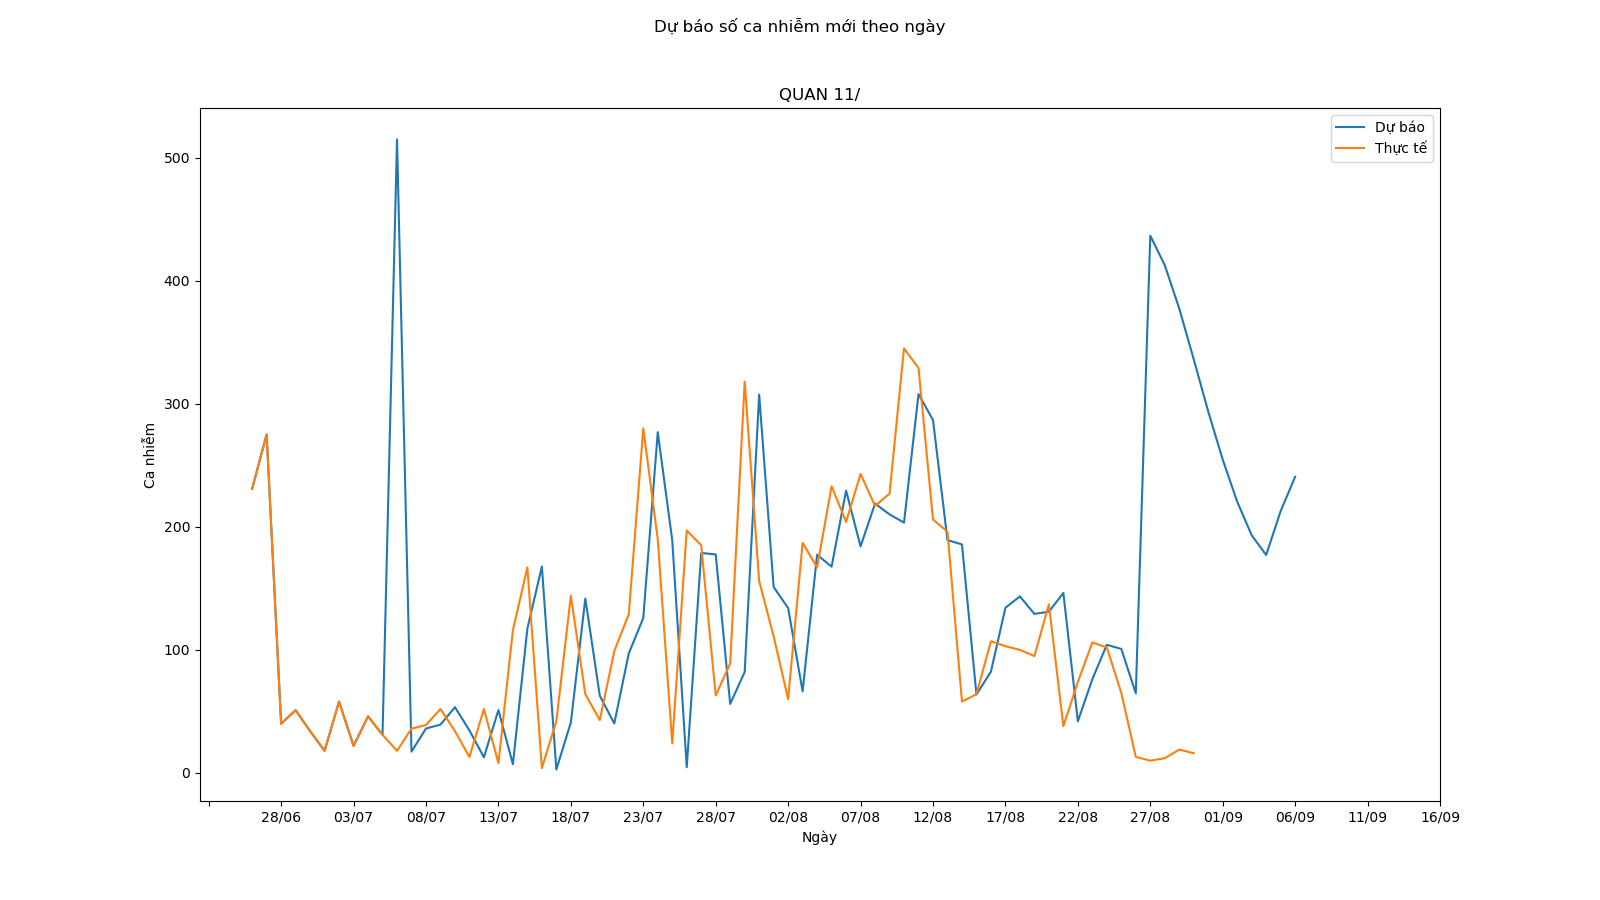 Dự báo số ca nhiễm mới theo ngày
QUAN 11/
Dự báo
Thực tế
500
400
300
200
100
0
Ca nhiễm
28/06 03/07 08/07 13/07 18/07 23/07 28/07 02/08 07/08 12/08 17/08 22/08 27/08 01/09 06/09 11/09 16/09
Ngày